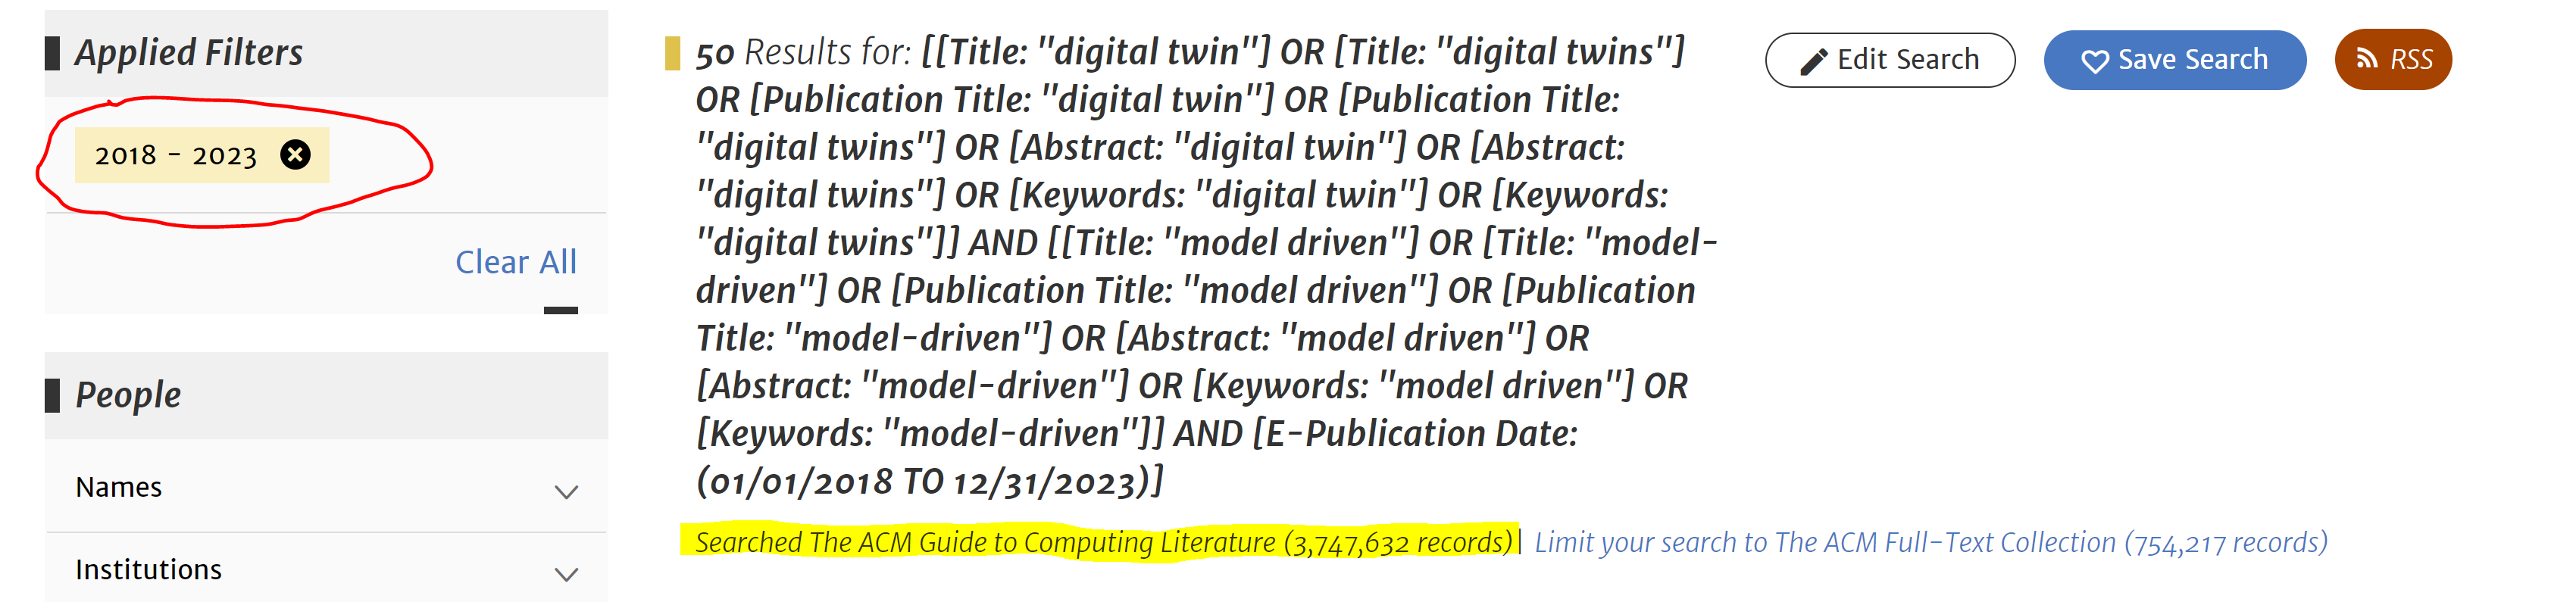 Applied Filters
2018 - 2023
Clear All
People
Names
Institutions
50 Results for: [[Title: "digital twin"] OR [Title: "digital twins"]
OR [Publication Title: "digital twin"] OR [Publication Title:
"digital twins"] OR [Abstract: "digital twin"] OR [Abstract:
"digital twins"] OR [Keywords: "digital twin"] OR [Keywords:
"digital twins"]] AND [[Title: "model driven"] OR [Title: "model-
driven"] OR [Publication Title: "model driven"] OR [Publication
Title: "model-driven"] OR [Abstract: "model driven"] OR
[Abstract: "model-driven"] OR [Keywords: "model driven"] OR
[Keywords: "model-driven"]] AND [E-Publication Date:
(01/01/2018 TO 12/31/2023)]
Searched The ACM Guide to Computing Literature (3,747,632 records)| Limit your search to The ACM Full-Text Collection (754,217 records)
Edit Search
Save Search
RSS